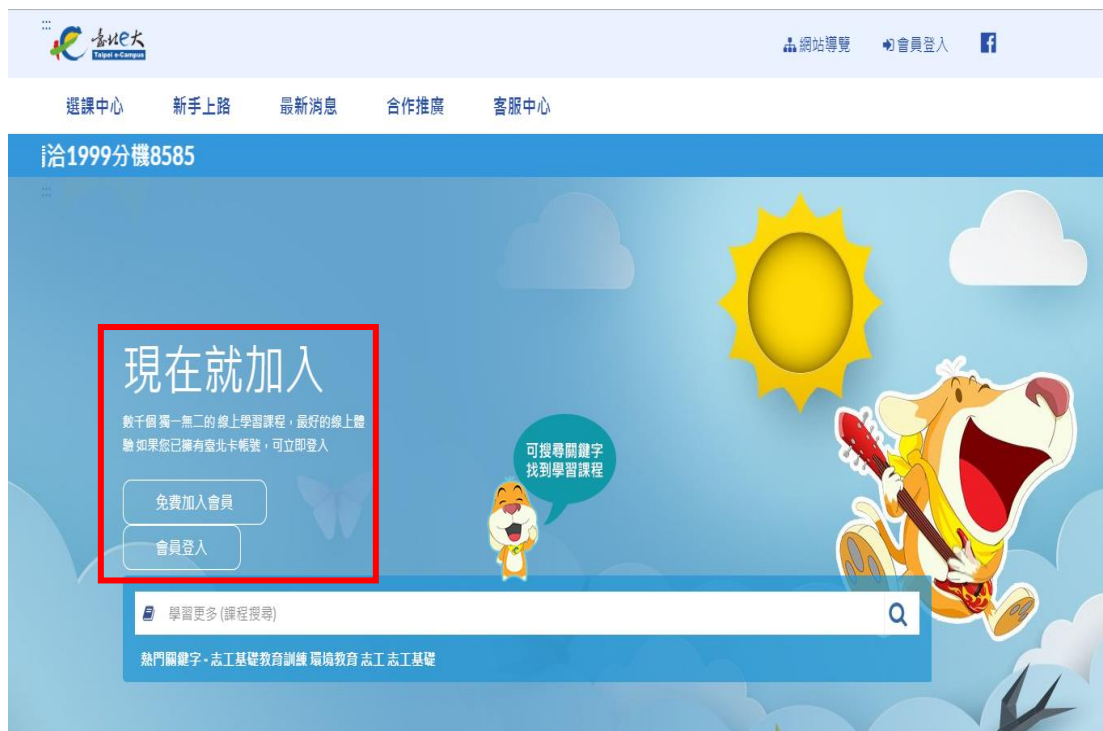 :::
臺北e大
Taipei e-Campus
網站導覽
會員登入
f
選課中心
新手上路
最新消息
合作推廣
客服中心
洽1999分機8585
:::
現在就加入
數千個 獨一無二的 線上學習課程，最好的線上體
驗 如果您已擁有臺北卡帳號，可立即登入
免費加入會員
會員登入
可搜尋關鍵字
找到學習課程
學習更多 (課程搜尋)
熱門關鍵字 - 志工基礎教育訓練 環境教育 志工 志工基礎